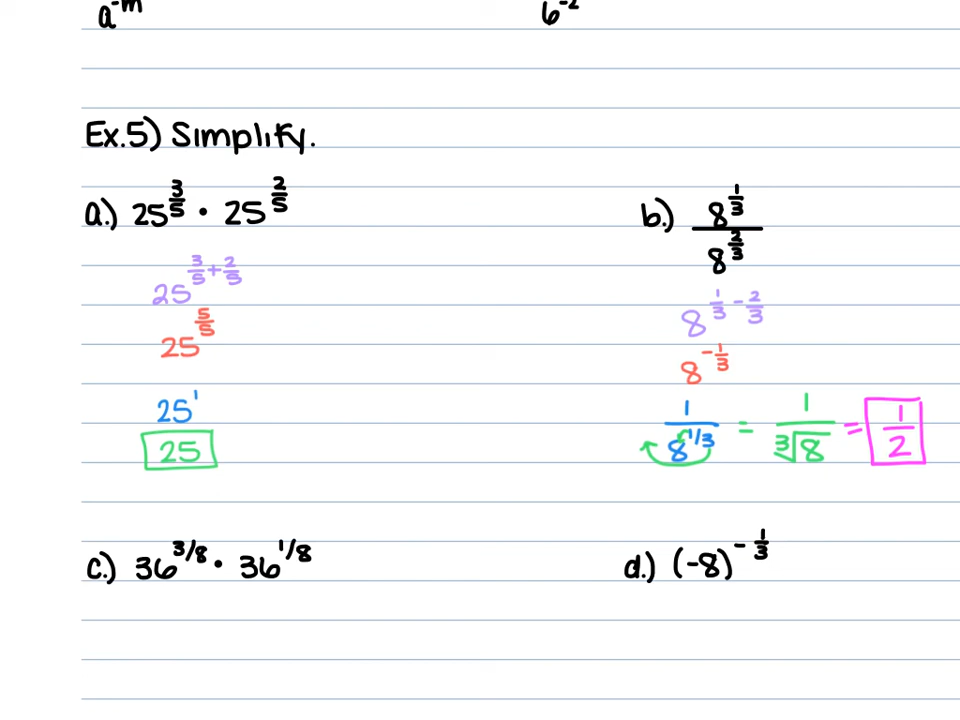 a^-m 6^-2
Ex.5) Simplify.
a.) 25^(3/5) · 25^(2/5) b.) 8^(1/3) / 8^(2/3)
25^(3/5 + 2/5) 8^(1/3 - 2/3)
25^(5/5) 8^(-1/3)
25^1 1 / 8^(1/3) = 1 / ∛8 = 1/2
25
c.) 36^(3/8) · 36^(1/8) d.) (-8)^(-1/3)